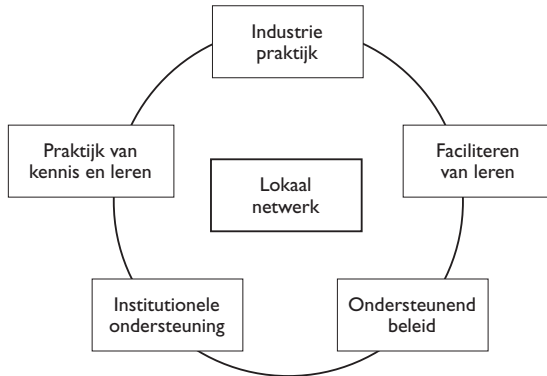 Industrie
praktijk
Praktijk van
kennis en leren
Faciliteren
van leren
Lokaal
netwerk
Institutionele
ondersteuning
Ondersteunend
beleid